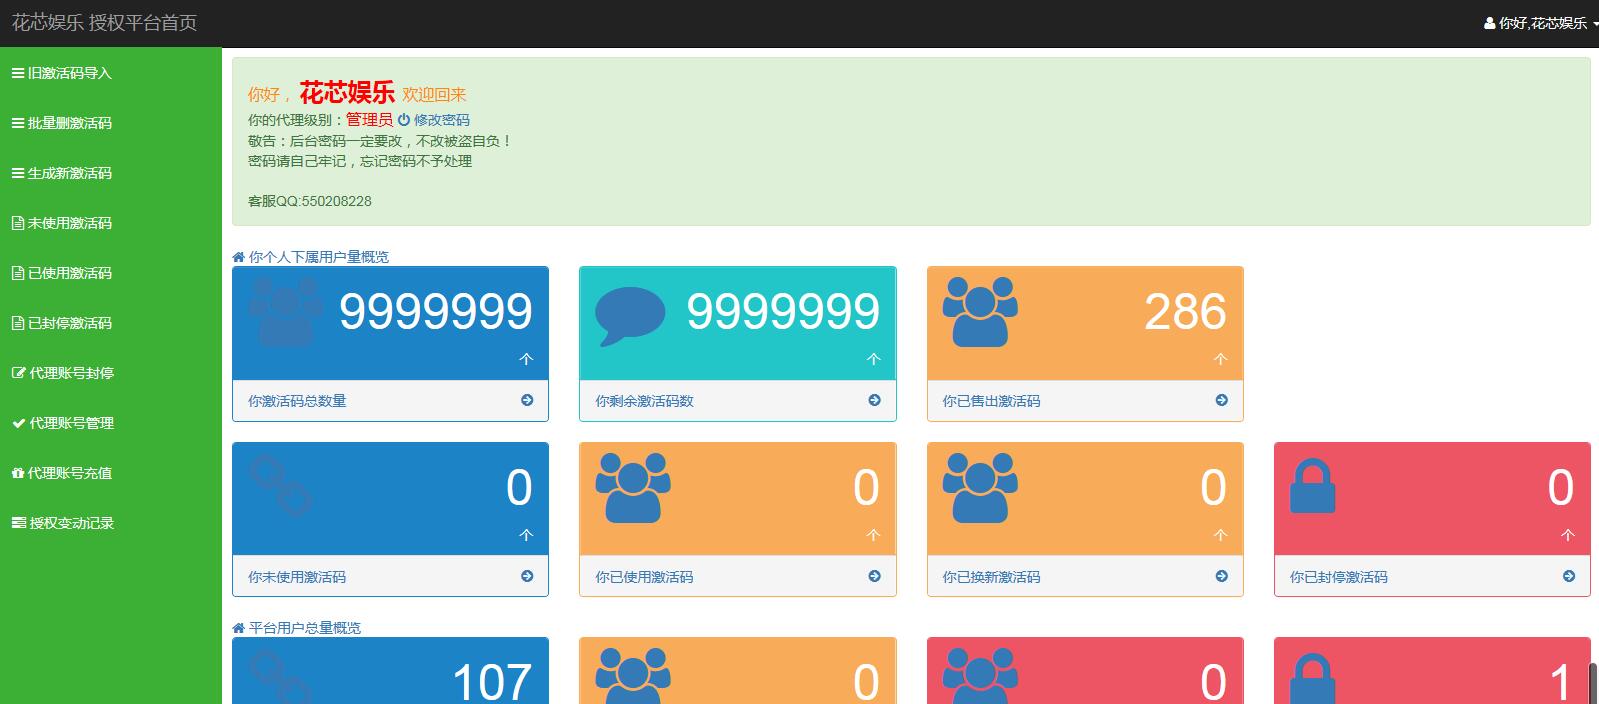 花芯娱乐 授权平台首页
你好,花芯娱乐
旧激活码导入
批量删激活码
生成新激活码
未使用激活码
已使用激活码
已封停激活码
代理账号封停
代理账号管理
代理账号充值
授权变动记录
你好， 花芯娱乐 欢迎回来
你的代理级别：管理员 修改密码
敬告：后台密码一定要改，不改被盗自负！
密码请自己牢记，忘记密码不予处理
客服QQ:550208228
你个人下属用户量概览
9999999
个
你激活码总数量
9999999
个
你剩余激活码数
286
个
你已售出激活码
0
个
你未使用激活码
0
个
你已使用激活码
0
个
你已换新激活码
0
个
你已封停激活码
平台用户总量概览
107
0
0
1